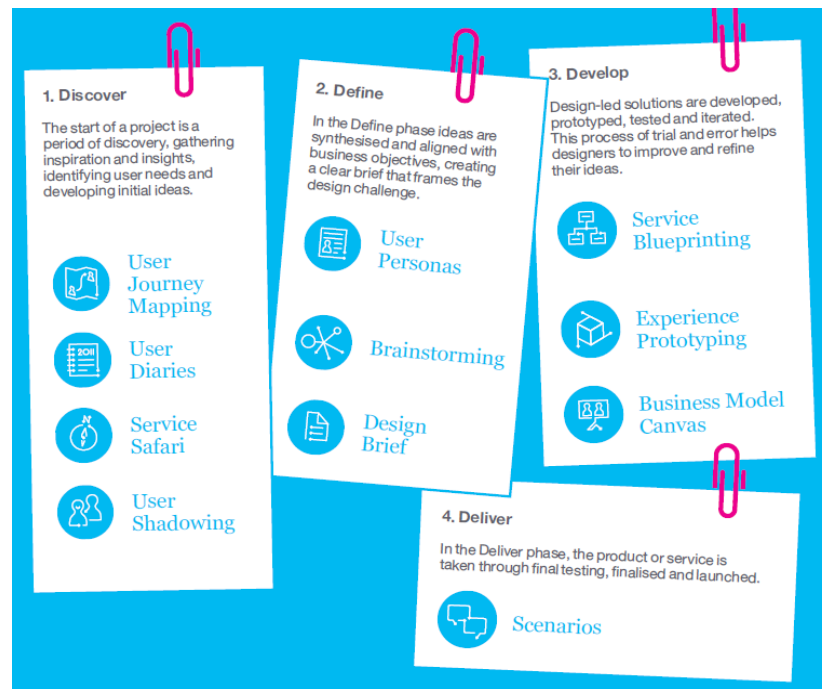 1. Discover
The start of a project is a
period of discovery, gathering
inspiration and insights,
identifying user needs and
developing initial ideas.
User
Journey
Mapping
2011
User
Diaries
N
Service
Safari
User
Shadowing
2. Define
In the Define phase ideas are
synthesised and aligned with
business objectives, creating
a clear brief that frames the
design challenge.
User
Personas
Brainstorming
Design
Brief
3. Develop
Design-led solutions are developed,
prototyped, tested and iterated.
This process of trial and error helps
designers to improve and refine
their ideas.
Service
Blueprinting
Experience
Prototyping
Business Model
Canvas
4. Deliver
In the Deliver phase, the product or service is
taken through final testing, finalised and launched.
Scenarios